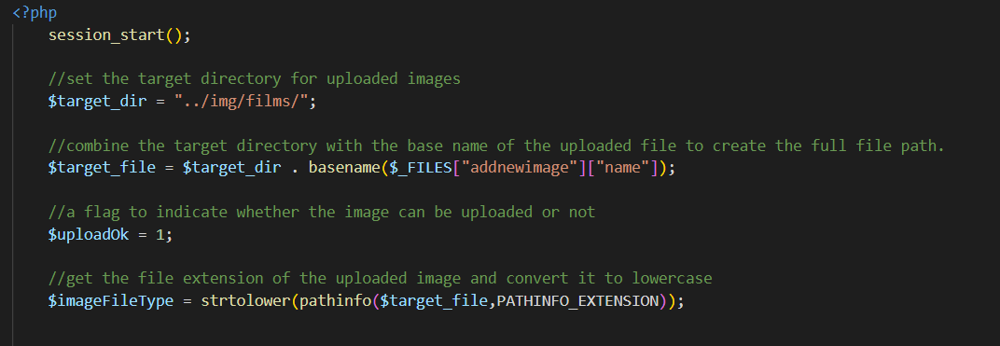 <?php
session_start();
//set the target directory for uploaded images
$target_dir = "../img/films/";
//combine the target directory with the base name of the uploaded file to create the full file path.
$target_file = $target_dir . basename($_FILES["addnewimage"]["name"]);
//a flag to indicate whether the image can be uploaded or not
$uploadOk = 1;
//get the file extension of the uploaded image and convert it to lowercase
$imageFileType = strtolower(pathinfo($target_file,PATHINFO_EXTENSION));